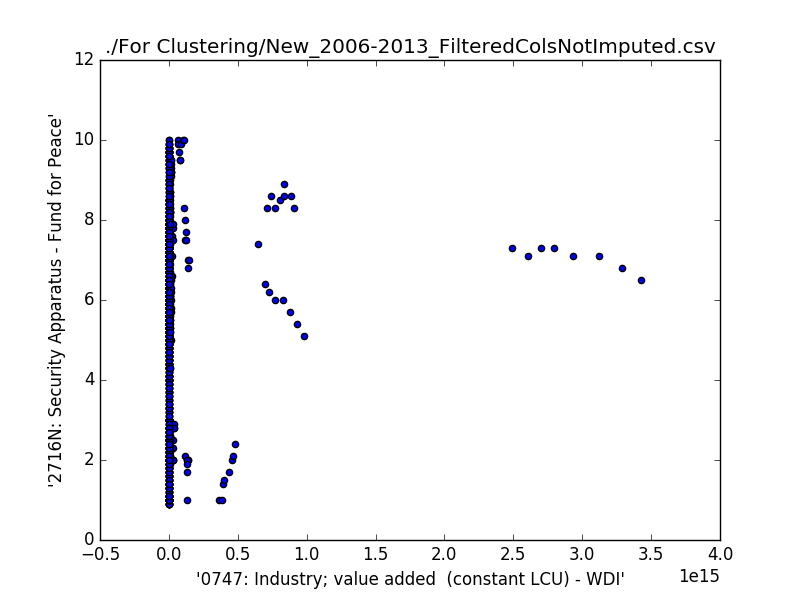 ./For Clustering/New_2006-2013_FilteredColsNotImputed.csv
12
10
8
6
4
2
0
'2716N: Security Apparatus - Fund for Peace'
−0.5 0.0 0.5 1.0 1.5 2.0 2.5 3.0 3.5 4.0
1e15
'0747: Industry; value added  (constant LCU) - WDI'